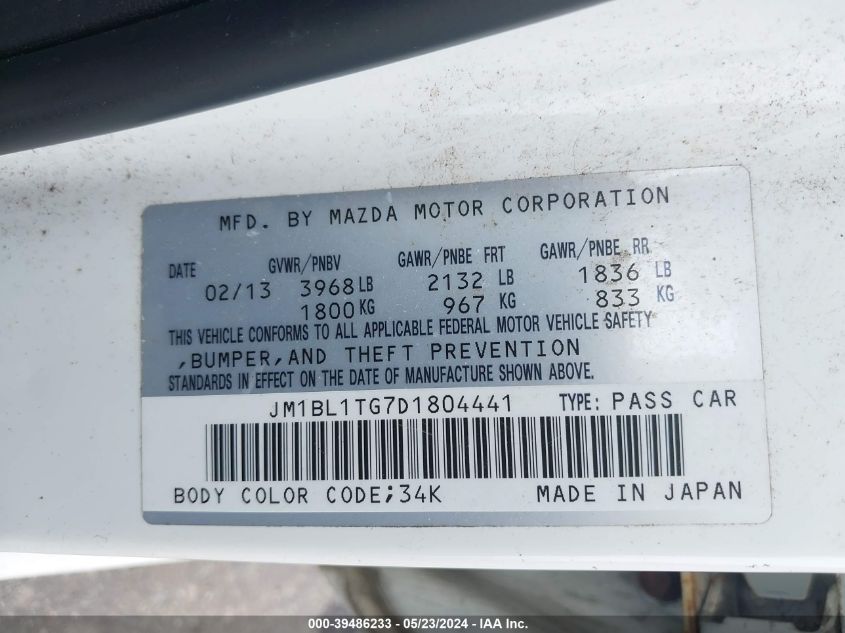 MFD. BY MAZDA MOTOR CORPORATION
DATE GVWR/PNBV GAWR/PNBE FRT GAWR/PNBE RR
02/13 3968 LB 2132 LB 1836 LB
1800 KG 967 KG 833 KG
THIS VEHICLE CONFORMS TO ALL APPLICABLE FEDERAL MOTOR VEHICLE SAFETY
,BUMPER,AND THEFT PREVENTION
STANDARDS IN EFFECT ON THE DATE OF MANUFACTURE SHOWN ABOVE.
JM1BL1TG7D1804441 TYPE: PASS CAR
BODY COLOR CODE;34K MADE IN JAPAN
000-39486233 - 05/23/2024 - IAA Inc.